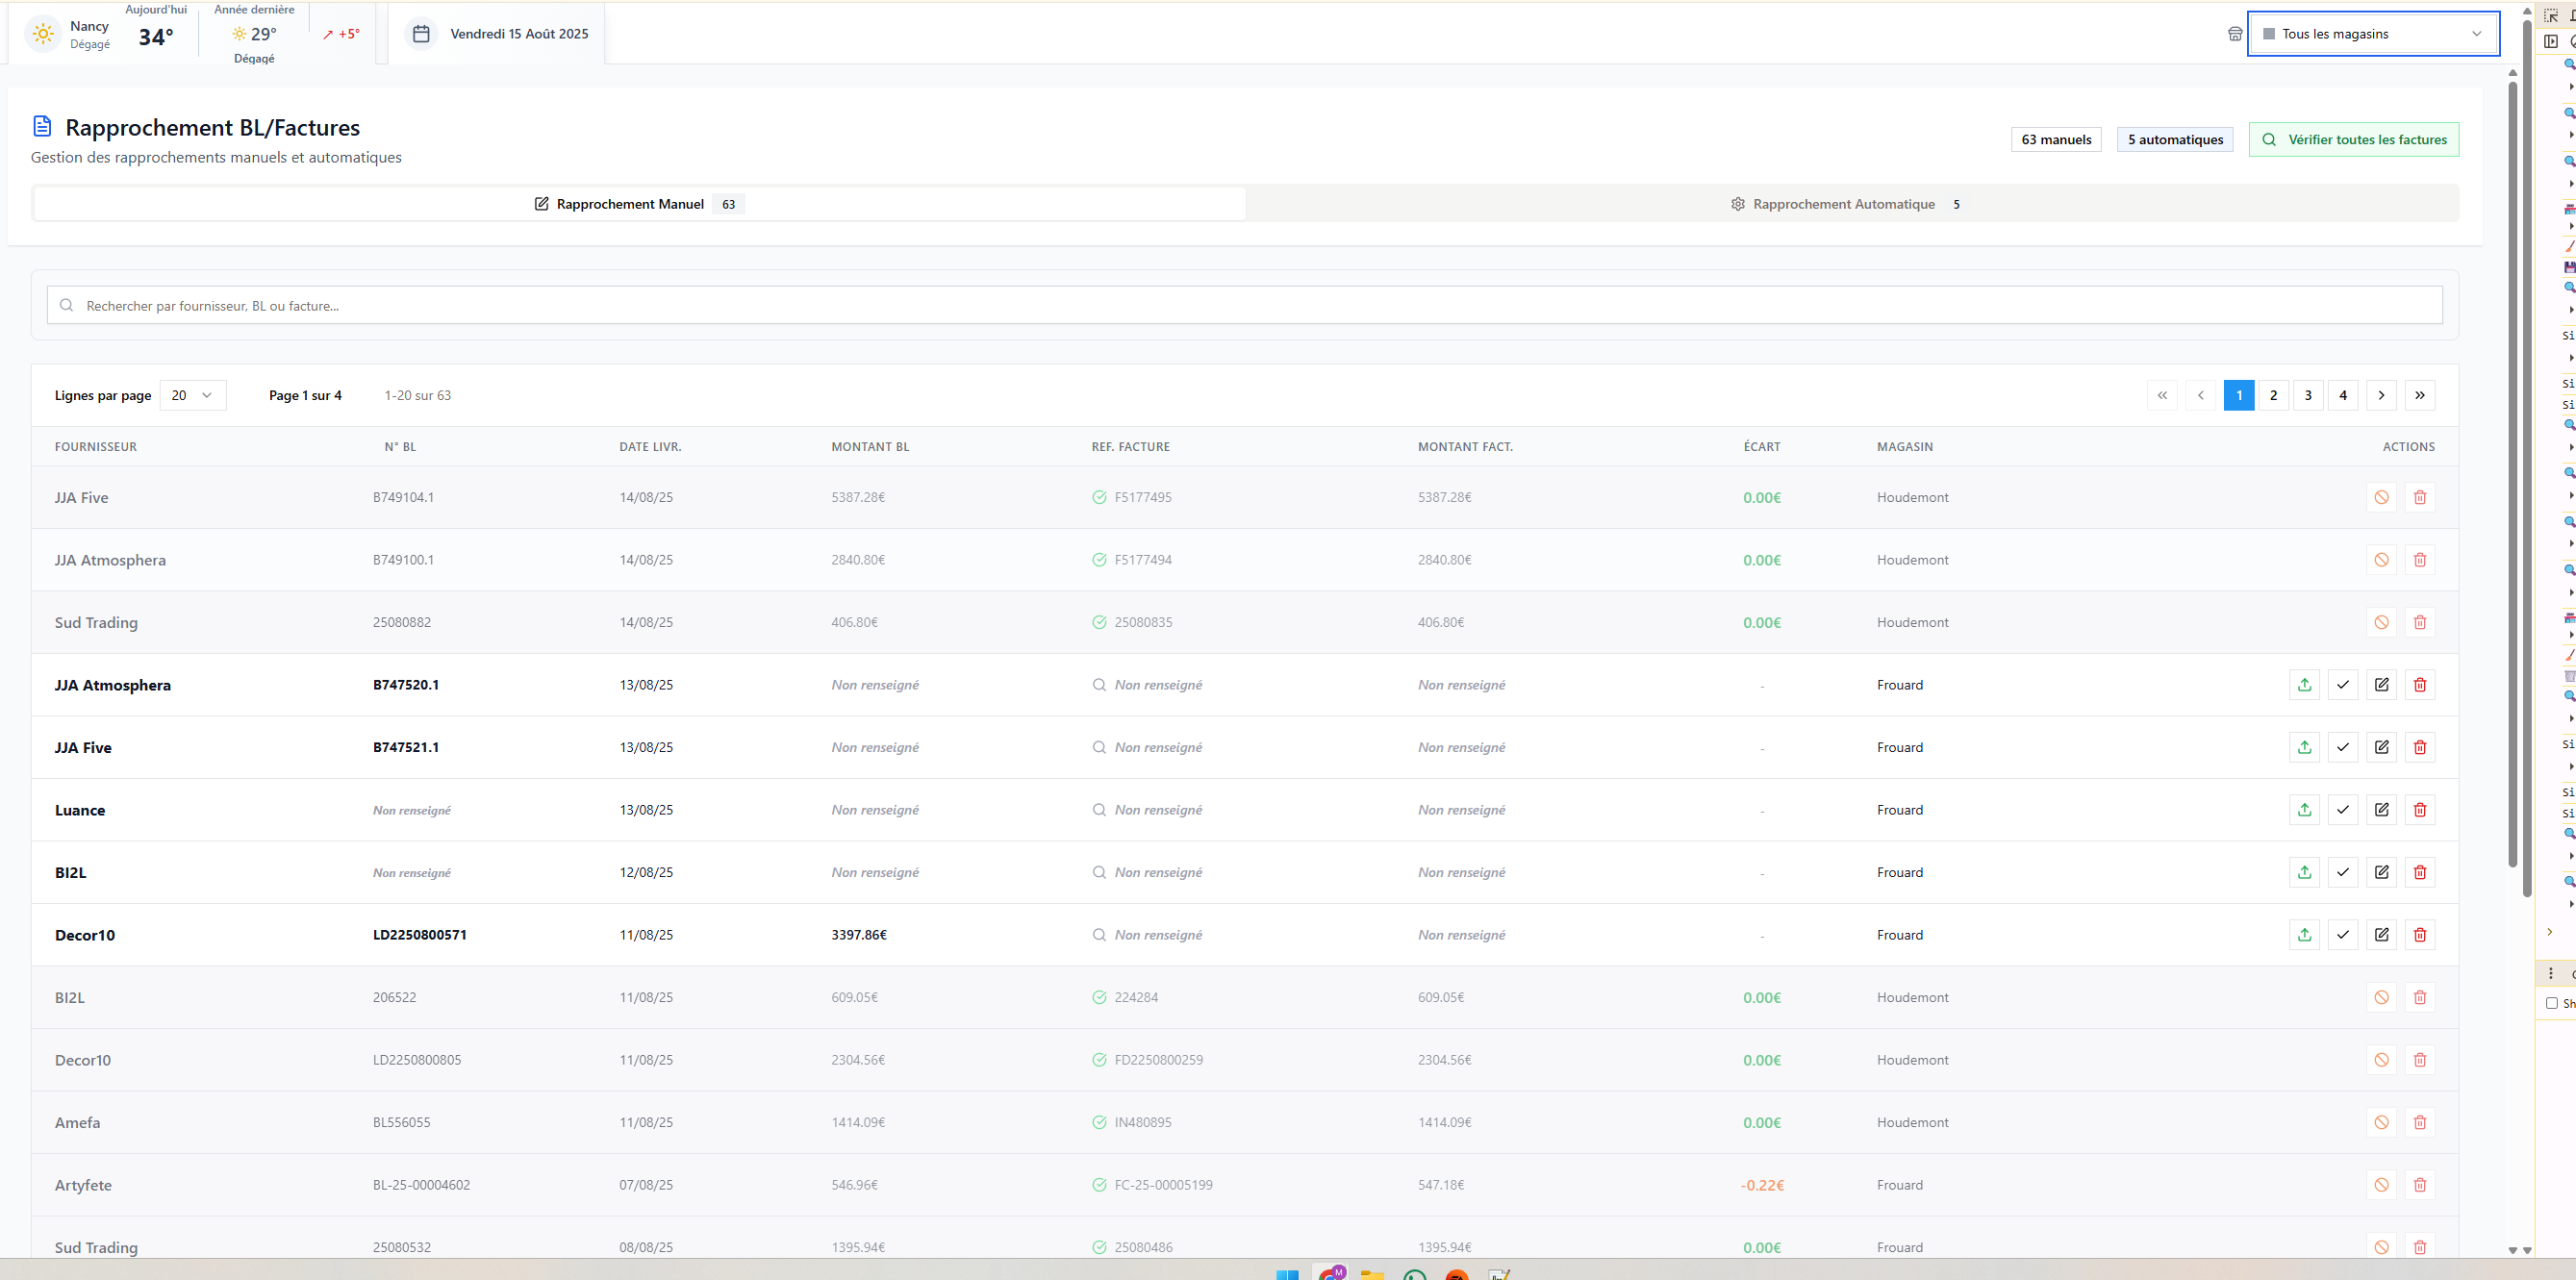 Aujourd'hui Année dernière
Nancy 34° 29° +5° Vendredi 15 Août 2025 Tous les magasins
Dégagé Dégagé
Rapprochement BL/Factures
Gestion des rapprochements manuels et automatiques
63 manuels 5 automatiques Vérifier toutes les factures
Rapprochement Manuel 63 Rapprochement Automatique 5
Rechercher par fournisseur, BL ou facture...
Lignes par page 20 Page 1 sur 4 1-20 sur 63 « ‹ 1 2 3 4 › »
FOURNISSEUR N° BL DATE LIVR. MONTANT BL REF. FACTURE MONTANT FACT. ÉCART MAGASIN ACTIONS
JJA Five B749104.1 14/08/25 5387.28€ F5177495 5387.28€ 0.00€ Houdemont
JJA Atmosphera B749100.1 14/08/25 2840.80€ F5177494 2840.80€ 0.00€ Houdemont
Sud Trading 25080882 14/08/25 406.80€ 25080835 406.80€ 0.00€ Houdemont
JJA Atmosphera B747520.1 13/08/25 Non renseigné Non renseigné Non renseigné - Frouard
JJA Five B747521.1 13/08/25 Non renseigné Non renseigné Non renseigné - Frouard
Luance Non renseigné 13/08/25 Non renseigné Non renseigné Non renseigné - Frouard
BI2L Non renseigné 12/08/25 Non renseigné Non renseigné Non renseigné - Frouard
Decor10 LD2250800571 11/08/25 3397.86€ Non renseigné Non renseigné - Frouard
BI2L 206522 11/08/25 609.05€ 224284 609.05€ 0.00€ Houdemont
Decor10 LD2250800805 11/08/25 2304.56€ FD2250800259 2304.56€ 0.00€ Houdemont
Amefa BL556055 11/08/25 1414.09€ IN480895 1414.09€ 0.00€ Houdemont
Artyfete BL-25-00004602 07/08/25 546.96€ FC-25-00005199 547.18€ -0.22€ Frouard
Sud Trading 25080532 08/08/25 1395.94€ 25080486 1395.94€ 0.00€ Frouard